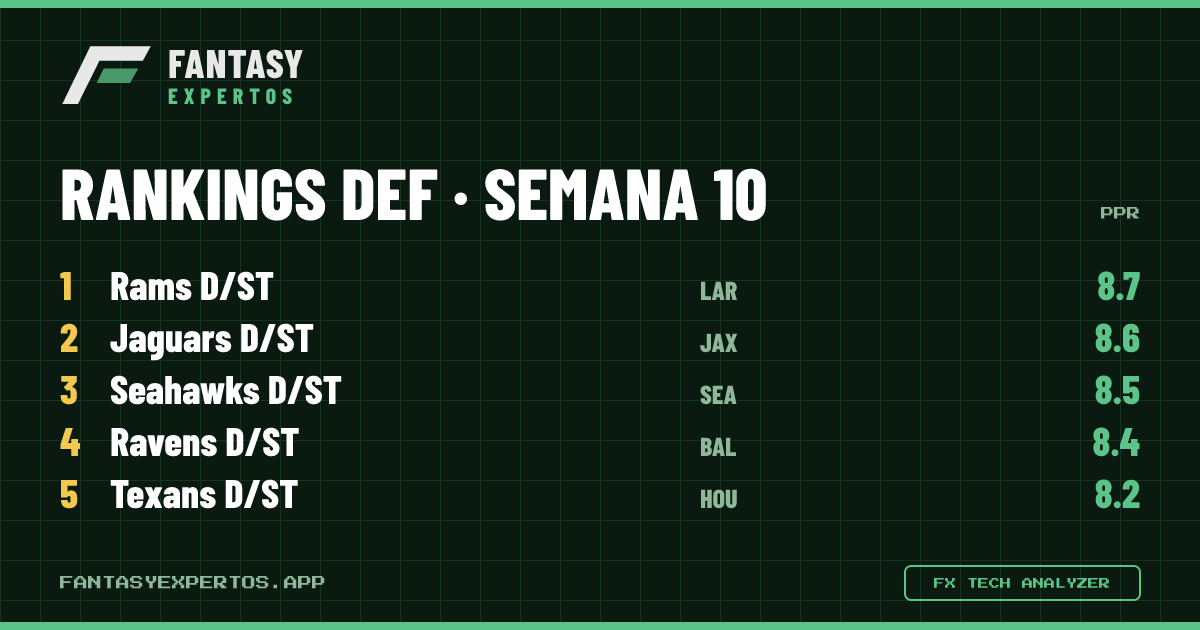 FANTASY
EXPERTOS
RANKINGS DEF · SEMANA 10
PPR
1 Rams D/ST LAR 8.7
2 Jaguars D/ST JAX 8.6
3 Seahawks D/ST SEA 8.5
4 Ravens D/ST BAL 8.4
5 Texans D/ST HOU 8.2
FANTASYEXPERTOS.APP
FX TECH ANALYZER